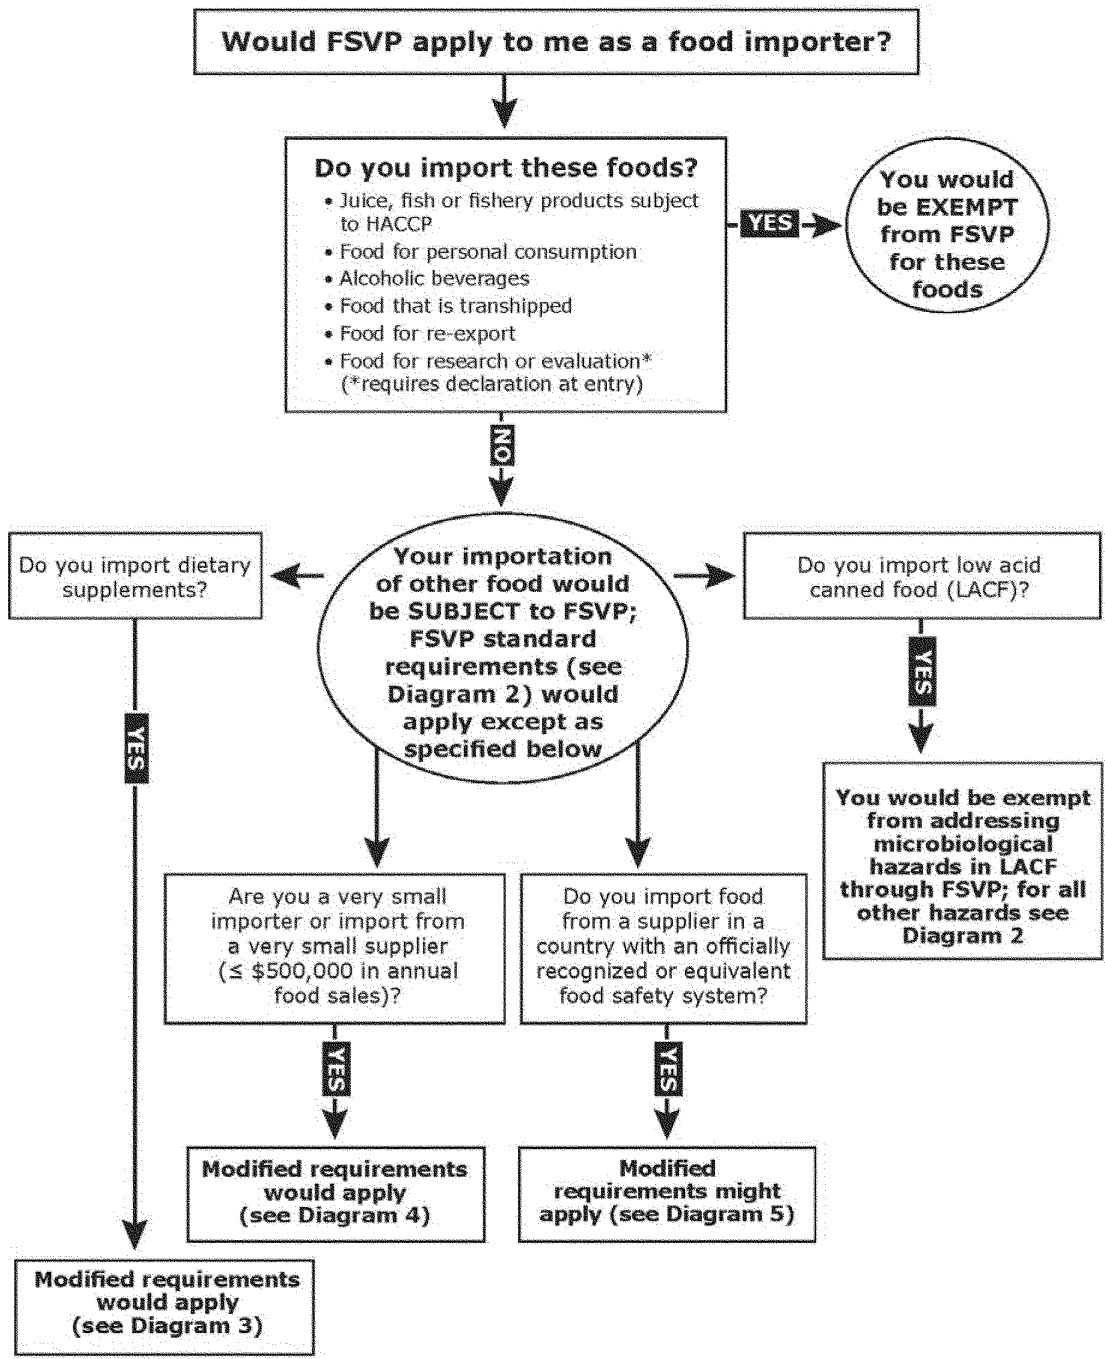 Would FSVP apply to me as a food importer?
Do you import these foods?
• Juice, fish or fishery products subject
to HACCP
• Food for personal consumption
• Alcoholic beverages
• Food that is transhipped
• Food for re-export
• Food for research or evaluation*
(*requires declaration at entry)
YES
You would
be EXEMPT
from FSVP
for these
foods
NO
Your importation
of other food would
be SUBJECT to FSVP;
FSVP standard
requirements (see
Diagram 2) would
apply except as
specified below
Do you import dietary
supplements?
YES
Modified requirements
would apply
(see Diagram 3)
Are you a very small
importer or import from
a very small supplier
(≤ $500,000 in annual
food sales)?
YES
Modified requirements
would apply
(see Diagram 4)
Do you import food
from a supplier in a
country with an officially
recognized or equivalent
food safety system?
YES
Modified
requirements might
apply (see Diagram 5)
Do you import low acid
canned food (LACF)?
YES
You would be exempt
from addressing
microbiological
hazards in LACF
through FSVP; for all
other hazards see
Diagram 2